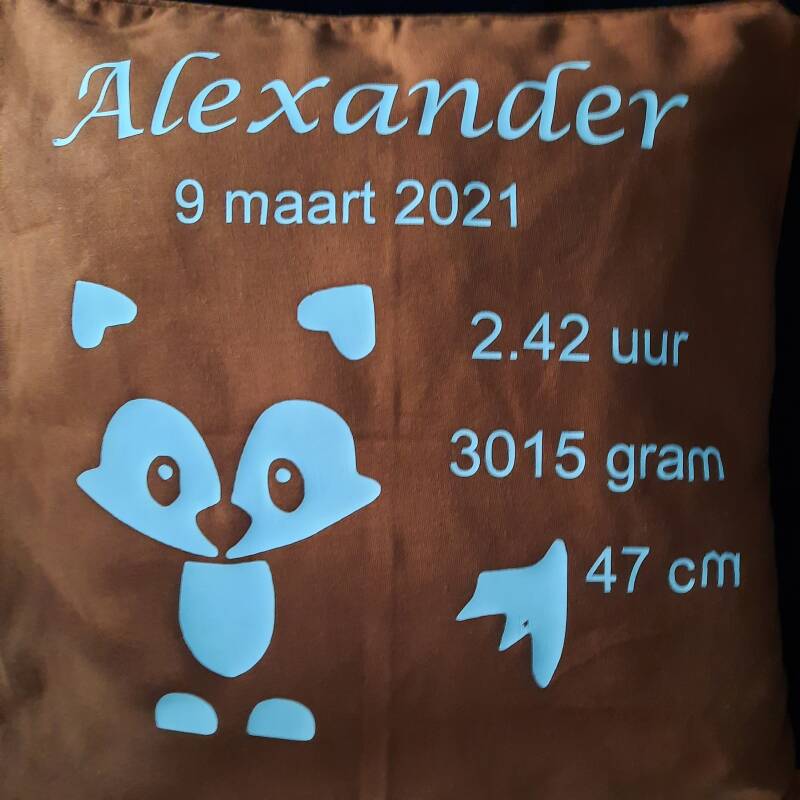 Alexander
9 maart 2021
2.42 uur
3015 gram
47 cm